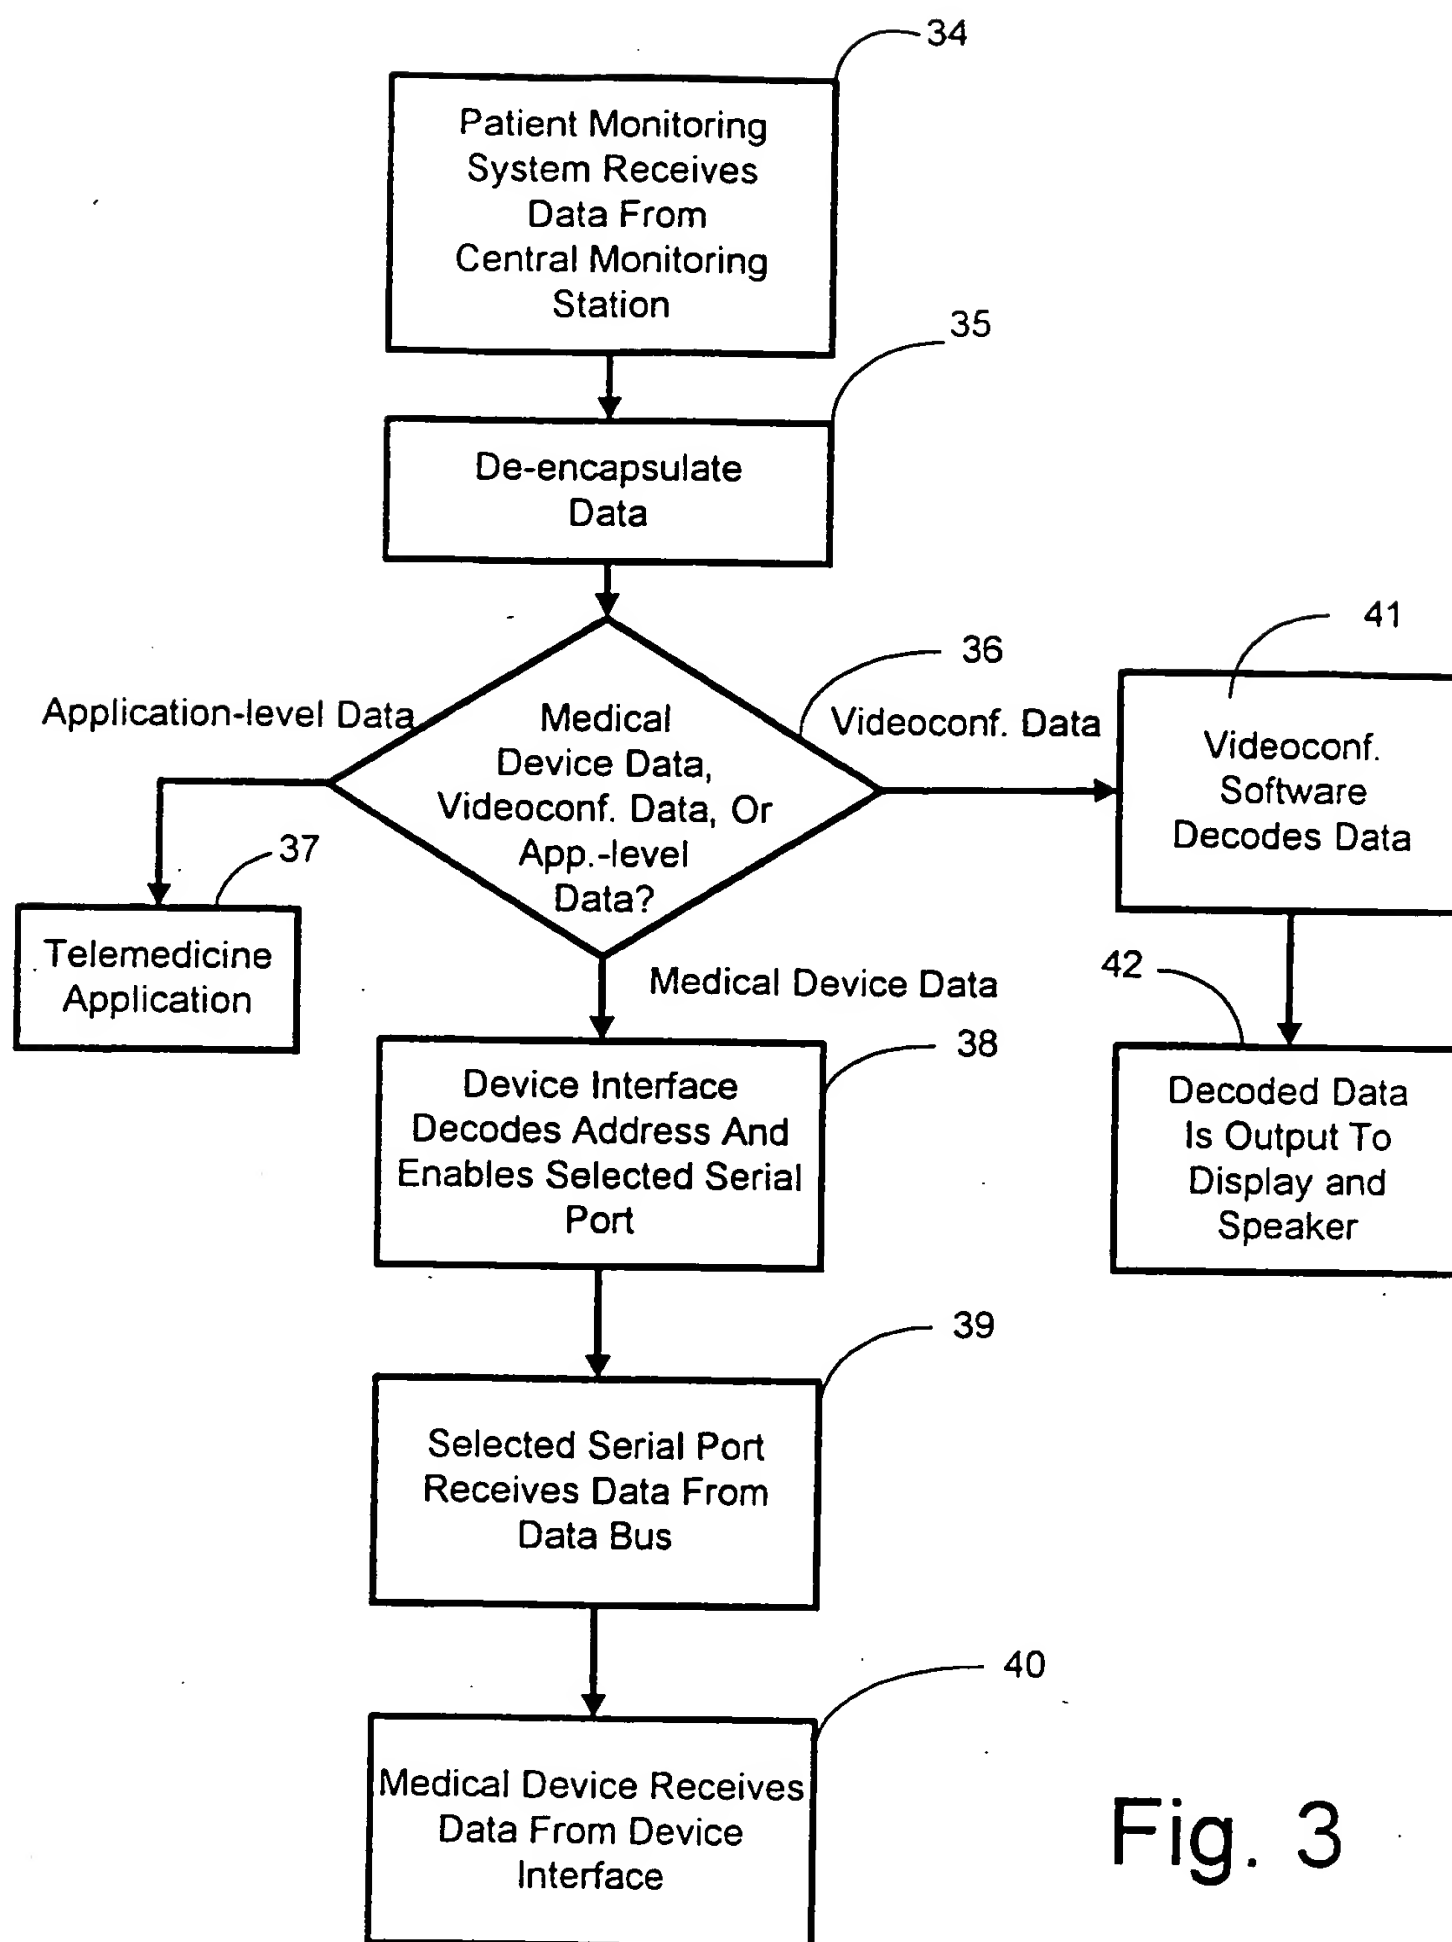 34
Patient Monitoring
System Receives
Data From
Central Monitoring
Station
35
De-encapsulate
Data
36
Medical
Device Data,
Videoconf. Data, Or
App.-level
Data?
Application-level Data
37
Telemedicine
Application
Videoconf. Data
41
Videoconf.
Software
Decodes Data
42
Decoded Data
Is Output To
Display and
Speaker
Medical Device Data
38
Device Interface
Decodes Address And
Enables Selected Serial
Port
39
Selected Serial Port
Receives Data From
Data Bus
40
Medical Device Receives
Data From Device
Interface
Fig. 3